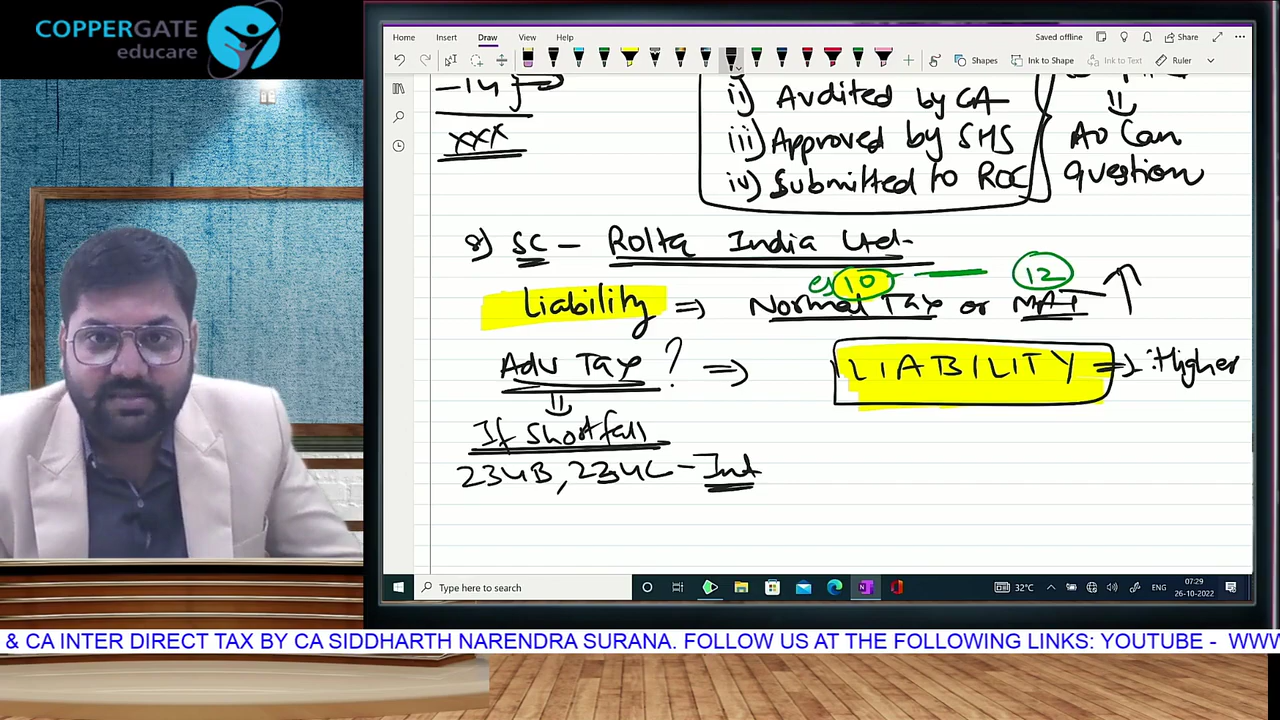 COPPERGATE
educare
Home Insert Draw View Help
Saved offline
Share
Shapes
Ink to Shape
Ink to Text
Ruler
-14
XXX
ii) Audited by CA
iii) Approved by SHS
iv) Submitted to ROC
AO Can
question
8) SC - Rolta India Ltd-
eg 10
12
Liability ⇒ Normal Tax or MAT ↑
Adv Tax ? ⇒ LIABILITY ⇒ : Higher
If Shortfall
234B, 234C - Int
Type here to search
32°C
ENG
07:29
26-10-2022
& CA INTER DIRECT TAX BY CA SIDDHARTH NARENDRA SURANA. FOLLOW US AT THE FOLLOWING LINKS: YOUTUBE - WWW